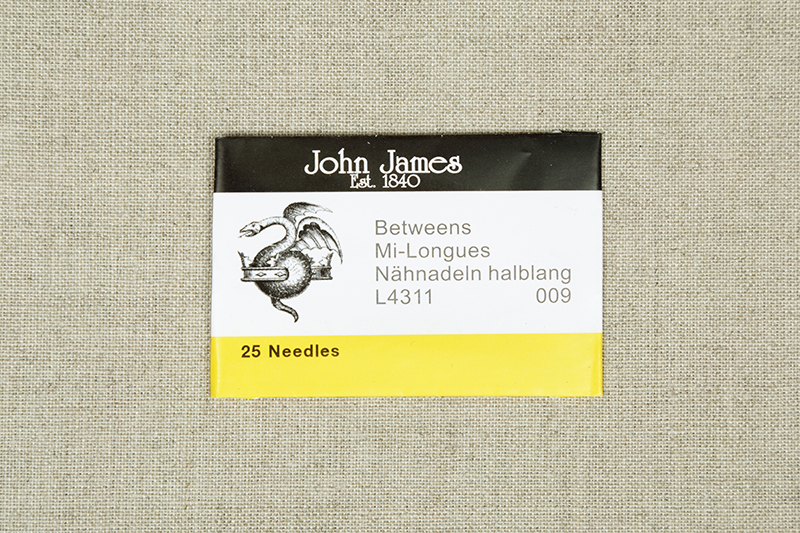 John James
Est. 1840
Betweens
Mi-Longues
Nähnadeln halblang
L4311 009
25 Needles